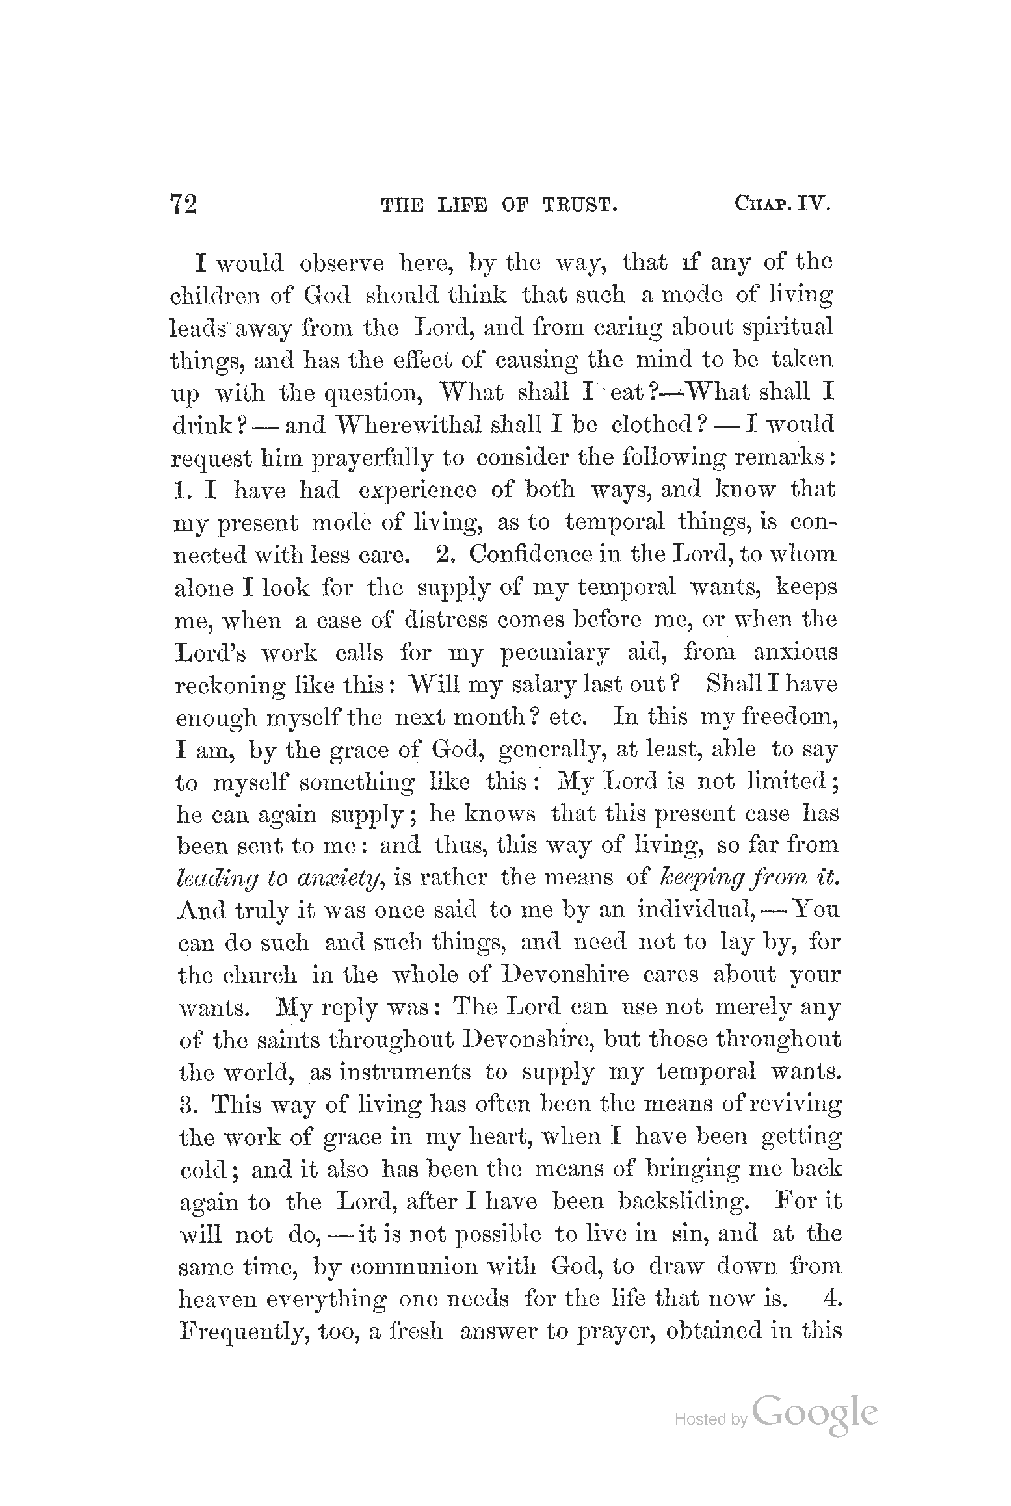 72 THE LIFE OF TRUST. CHAP. IV.
I would observe here, by the way, that if any of the
children of God should think that such a mode of living
leads away from the Lord, and from caring about spiritual
things, and has the effect of causing the mind to be taken
up with the question, What shall I eat?—What shall I
drink?—and Wherewithal shall I be clothed?—I would
request him prayerfully to consider the following remarks:
1. I have had experience of both ways, and know that
my present mode of living, as to temporal things, is con-
nected with less care. 2. Confidence in the Lord, to whom
alone I look for the supply of my temporal wants, keeps
me, when a case of distress comes before me, or when the
Lord's work calls for my pecuniary aid, from anxious
reckoning like this: Will my salary last out? Shall I have
enough myself the next month? etc. In this my freedom,
I am, by the grace of God, generally, at least, able to say
to myself something like this: My Lord is not limited;
he can again supply; he knows that this present case has
been sent to me: and thus, this way of living, so far from
leading to anxiety, is rather the means of keeping from it.
And truly it was once said to me by an individual,—You
can do such and such things, and need not to lay by, for
the church in the whole of Devonshire cares about your
wants. My reply was: The Lord can use not merely any
of the saints throughout Devonshire, but those throughout
the world, as instruments to supply my temporal wants.
3. This way of living has often been the means of reviving
the work of grace in my heart, when I have been getting
cold; and it also has been the means of bringing me back
again to the Lord, after I have been backsliding. For it
will not do,—it is not possible to live in sin, and at the
same time, by communion with God, to draw down from
heaven everything one needs for the life that now is. 4.
Frequently, too, a fresh answer to prayer, obtained in this
Hosted by Google